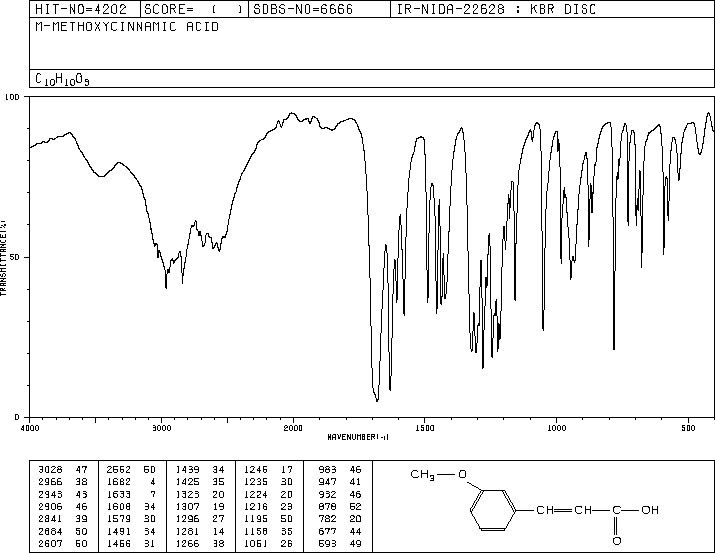 HIT-NO=4202 SCORE= ( ) SDBS-NO=6666 IR-NIDA-22628 : KBR DISC
M-METHOXYCINNAMIC ACID
C10H10O3
100
50
0
TRANSMITTANCE(%)
4000 3000 2000 1500 1000 500
WAVENUMBER(-1)
3028 47 2562 50 1439 34 1246 17 983 46
2966 38 1682 4 1425 35 1235 30 947 41
2943 43 1633 7 1323 20 1224 20 932 46
2906 46 1608 34 1307 19 1216 23 878 52
2841 39 1579 30 1296 27 1195 50 782 20
2684 50 1491 34 1281 14 1158 35 677 44
2607 50 1456 31 1266 38 1051 26 593 49
CH3—O
CH=CH—C—OH
O